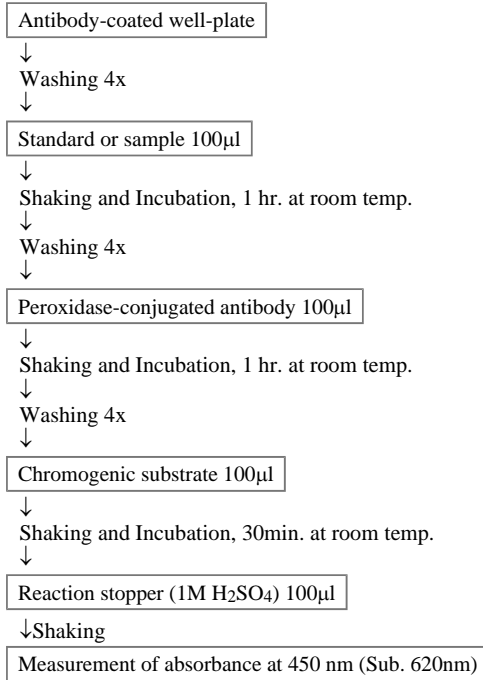 Antibody-coated well-plate
↓
Washing 4x
↓
Standard or sample 100μl
↓
Shaking and Incubation, 1 hr. at room temp.
↓
Washing 4x
↓
Peroxidase-conjugated antibody 100μl
↓
Shaking and Incubation, 1 hr. at room temp.
↓
Washing 4x
↓
Chromogenic substrate 100μl
↓
Shaking and Incubation, 30min. at room temp.
↓
Reaction stopper (1M H2SO4) 100μl
↓Shaking
Measurement of absorbance at 450 nm (Sub. 620nm)